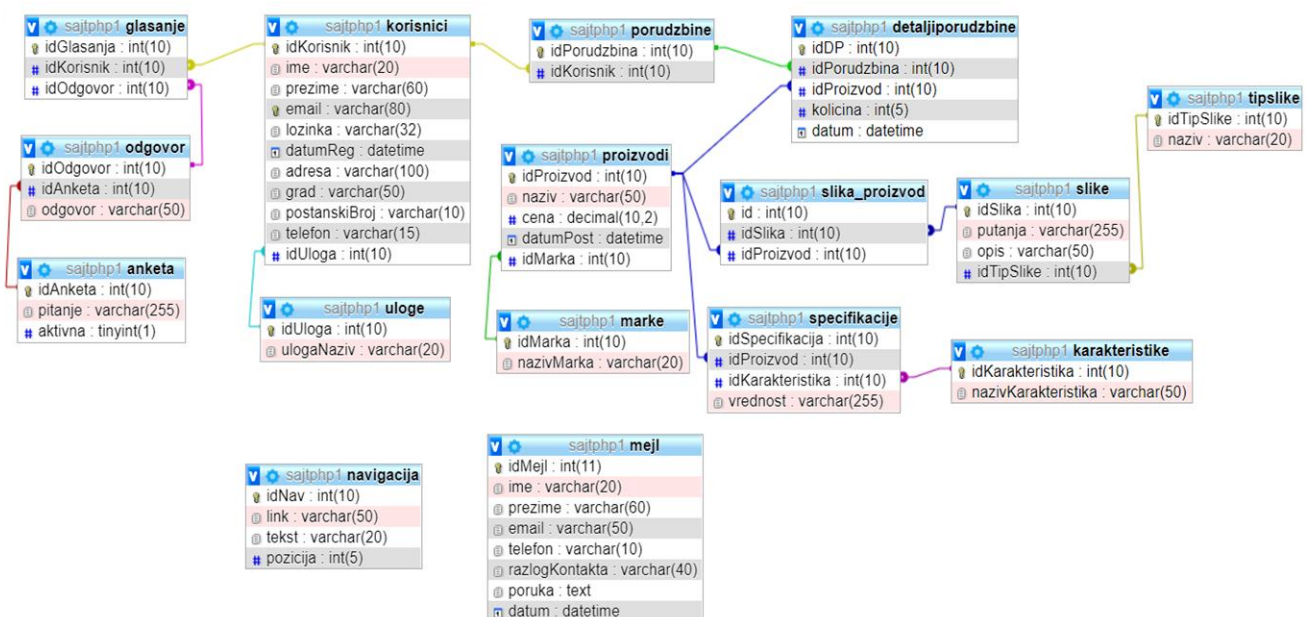 sajtphp1 glasanje
idGlasanja : int(10)
idKorisnik : int(10)
idOdgovor : int(10)
sajtphp1 odgovor
idOdgovor : int(10)
idAnketa : int(10)
odgovor : varchar(50)
sajtphp1 anketa
idAnketa : int(10)
pitanje : varchar(255)
aktivna : tinyint(1)
sajtphp1 korisnici
idKorisnik : int(10)
ime : varchar(20)
prezime : varchar(60)
email : varchar(80)
lozinka : varchar(32)
datumReg : datetime
adresa : varchar(100)
grad : varchar(50)
postanskiBroj : varchar(10)
telefon : varchar(15)
idUloga : int(10)
sajtphp1 uloge
idUloga : int(10)
ulogaNaziv : varchar(20)
sajtphp1 porudzbine
idPorudzbina : int(10)
idKorisnik : int(10)
sajtphp1 detaljiporudzbine
idDP : int(10)
idPorudzbina : int(10)
idProizvod : int(10)
kolicina : int(5)
datum : datetime
sajtphp1 proizvodi
idProizvod : int(10)
naziv : varchar(50)
cena : decimal(10,2)
datumPost : datetime
idMarka : int(10)
sajtphp1 marke
idMarka : int(10)
nazivMarka : varchar(20)
sajtphp1 slika_proizvod
id : int(10)
idSlika : int(10)
idProizvod : int(10)
sajtphp1 slike
idSlika : int(10)
putanja : varchar(255)
opis : varchar(50)
idTipSlike : int(10)
sajtphp1 tipslike
idTipSlike : int(10)
naziv : varchar(20)
sajtphp1 specifikacije
idSpecifikacija : int(10)
idProizvod : int(10)
idKarakteristika : int(10)
vrednost : varchar(255)
sajtphp1 karakteristike
idKarakteristika : int(10)
nazivKarakteristika : varchar(50)
sajtphp1 navigacija
idNav : int(10)
link : varchar(50)
tekst : varchar(20)
pozicija : int(5)
sajtphp1 mejl
idMejl : int(11)
ime : varchar(20)
prezime : varchar(60)
email : varchar(50)
telefon : varchar(10)
razlogKontakta : varchar(40)
poruka : text
datum : datetime